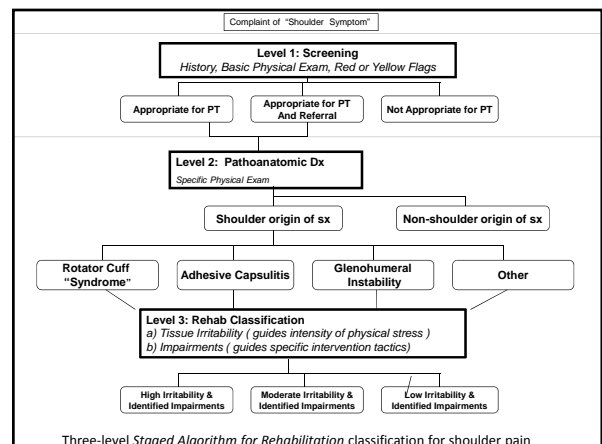 Complaint of "Shoulder Symptom"
Level 1: Screening
History, Basic Physical Exam, Red or Yellow Flags
Appropriate for PT
Appropriate for PT
And Referral
Not Appropriate for PT
Level 2: Pathoanatomic Dx
Specific Physical Exam
Shoulder origin of sx
Non-shoulder origin of sx
Rotator Cuff
"Syndrome"
Adhesive Capsulitis
Glenohumeral
Instability
Other
Level 3: Rehab Classification
a) Tissue Irritability ( guides intensity of physical stress )
b) Impairments ( guides specific intervention tactics)
High Irritability &
Identified Impairments
Moderate Irritability &
Identified Impairments
Low Irritability &
Identified Impairments
Three-level Staged Algorithm for Rehabilitation classification for shoulder pain